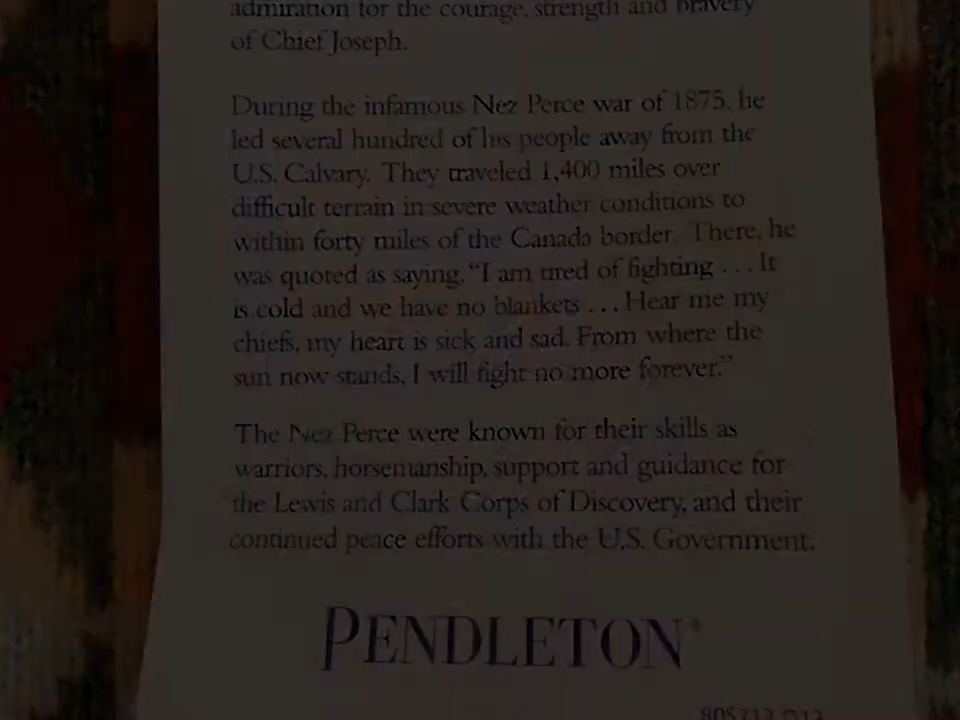 admiration for the courage, strength and bravery
of Chief Joseph.
During the infamous Nez Perce war of 1875, he
led several hundred of his people away from the
U.S. Calvary. They traveled 1,400 miles over
difficult terrain in severe weather conditions to
within forty miles of the Canada border. There, he
was quoted as saying, “I am tired of fighting . . . It
is cold and we have no blankets . . . Hear me my
chiefs, my heart is sick and sad. From where the
sun now stands, I will fight no more forever.”
The Nez Perce were known for their skills as
warriors, horsemanship, support and guidance for
the Lewis and Clark Corps of Discovery, and their
continued peace efforts with the U.S. Government.
PENDLETON®